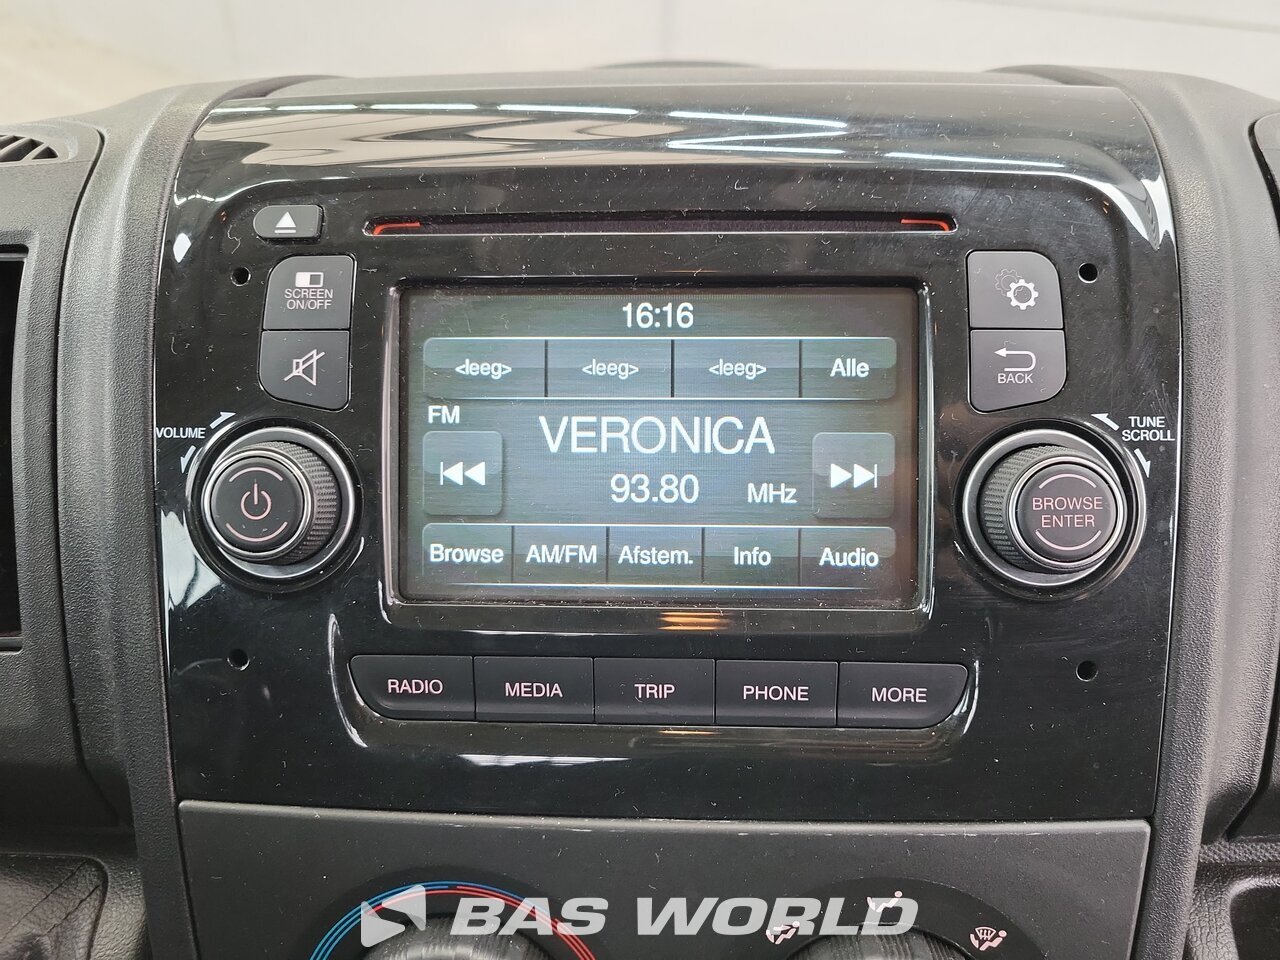 SCREEN
ON/OFF
VOLUME
16:16
<leeg> <leeg> <leeg> Alle
FM
VERONICA
93.80 MHz
Browse AM/FM Afstem. Info Audio
BACK
TUNE
SCROLL
BROWSE
ENTER
RADIO MEDIA TRIP PHONE MORE
BAS WORLD